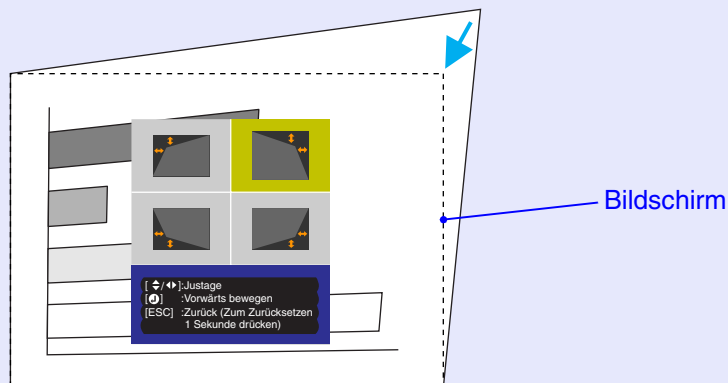 Bildschirm
[ / ]:Justage
[ ] :Vorwärts bewegen
[ESC] :Zurück (Zum Zurücksetzen
1 Sekunde drücken)